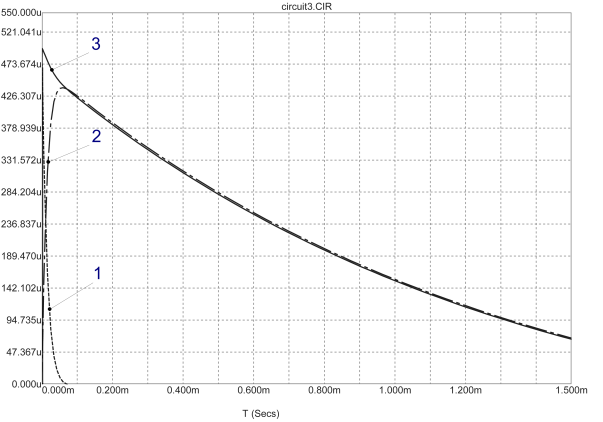 circuit3.CIR
550.000u
521.041u
473.674u
426.307u
378.939u
331.572u
284.204u
236.837u
189.470u
142.102u
94.735u
47.367u
0.000u
3
2
1
0.000m 0.200m 0.400m 0.600m 0.800m 1.000m 1.200m 1.500m
T (Secs)